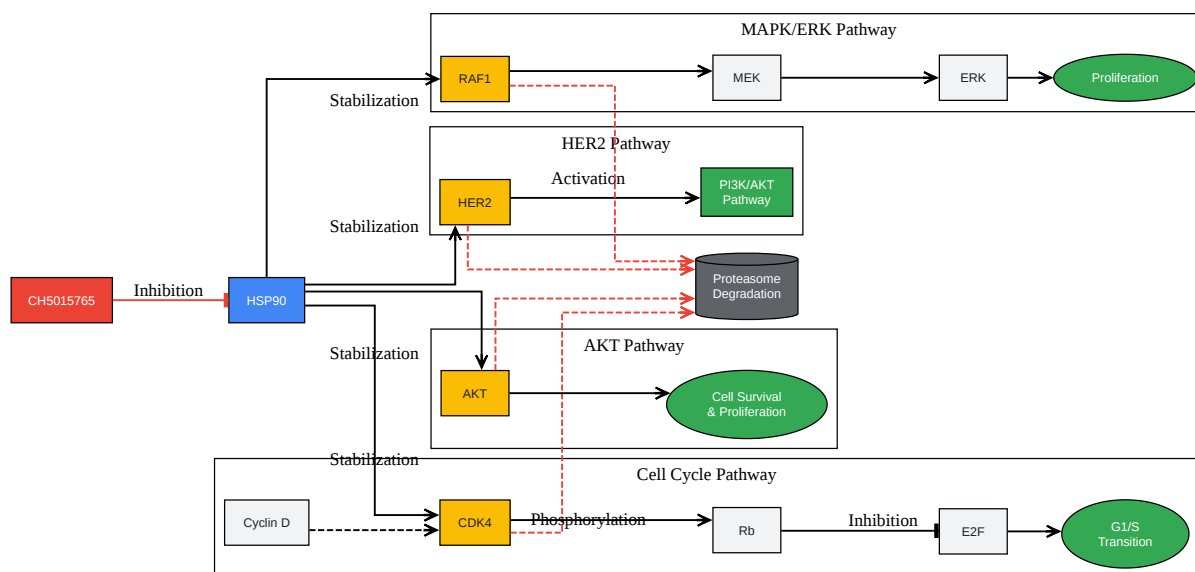 MAPK/ERK Pathway
RAF1
MEK
ERK
Proliferation
Stabilization
HER2 Pathway
Activation
HER2
PI3K/AKT
Pathway
Stabilization
Proteasome
Degradation
CH5015765
Inhibition
HSP90
Stabilization
AKT Pathway
AKT
Cell Survival
& Proliferation
Stabilization
Cell Cycle Pathway
Cyclin D
CDK4
Phosphorylation
Rb
Inhibition
E2F
G1/S
Transition